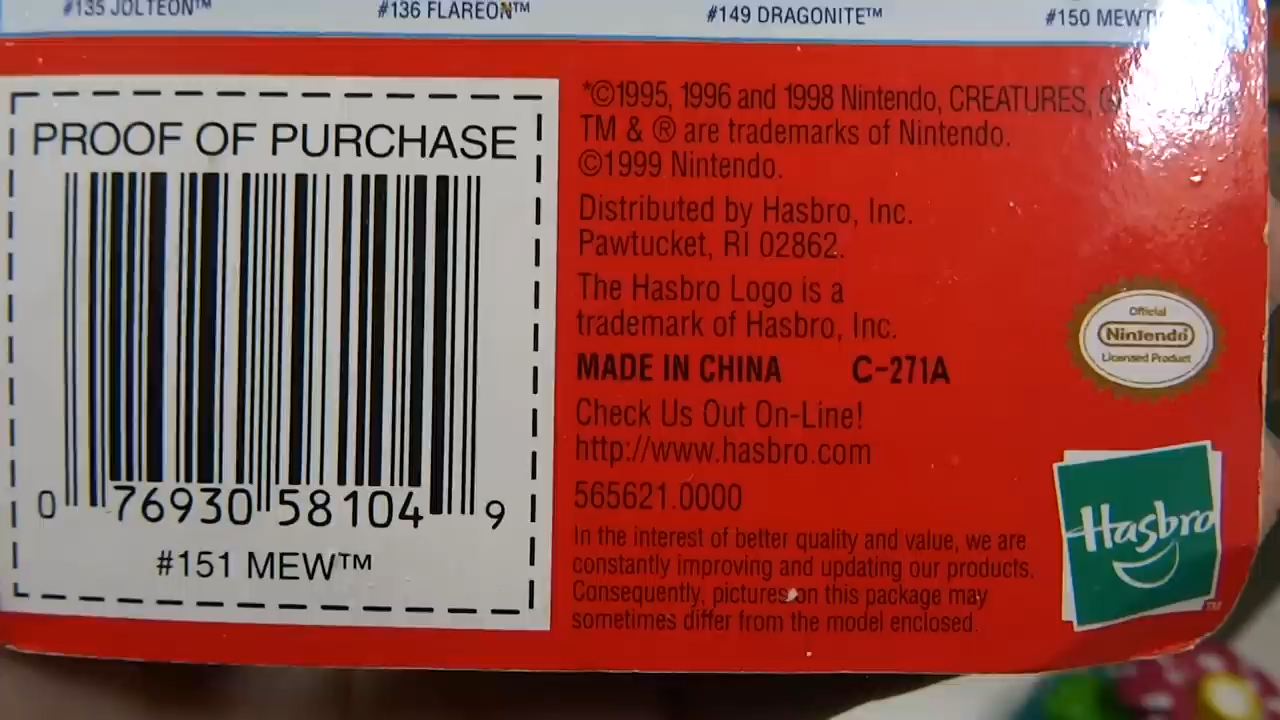 #135 JOLTEON™
#136 FLAREON™
#149 DRAGONITE™
#150
PROOF OF PURCHASE
0 76930 58104 9
#151 MEW™
*©1995, 1996 and 1998 Nintendo, CREATURES,
TM & ® are trademarks of Nintendo.
©1999 Nintendo.
Distributed by Hasbro, Inc.
Pawtucket, RI 02862.
The Hasbro Logo is a
trademark of Hasbro, Inc.
MADE IN CHINA C-271A
Check Us Out On-Line!
http://www.hasbro.com
565621.0000
In the interest of better quality and value, we are
constantly improving and updating our products.
Consequently, pictures on this package may
sometimes differ from the model enclosed.
Official
Nintendo
Licensed Product
Hasbro
TM